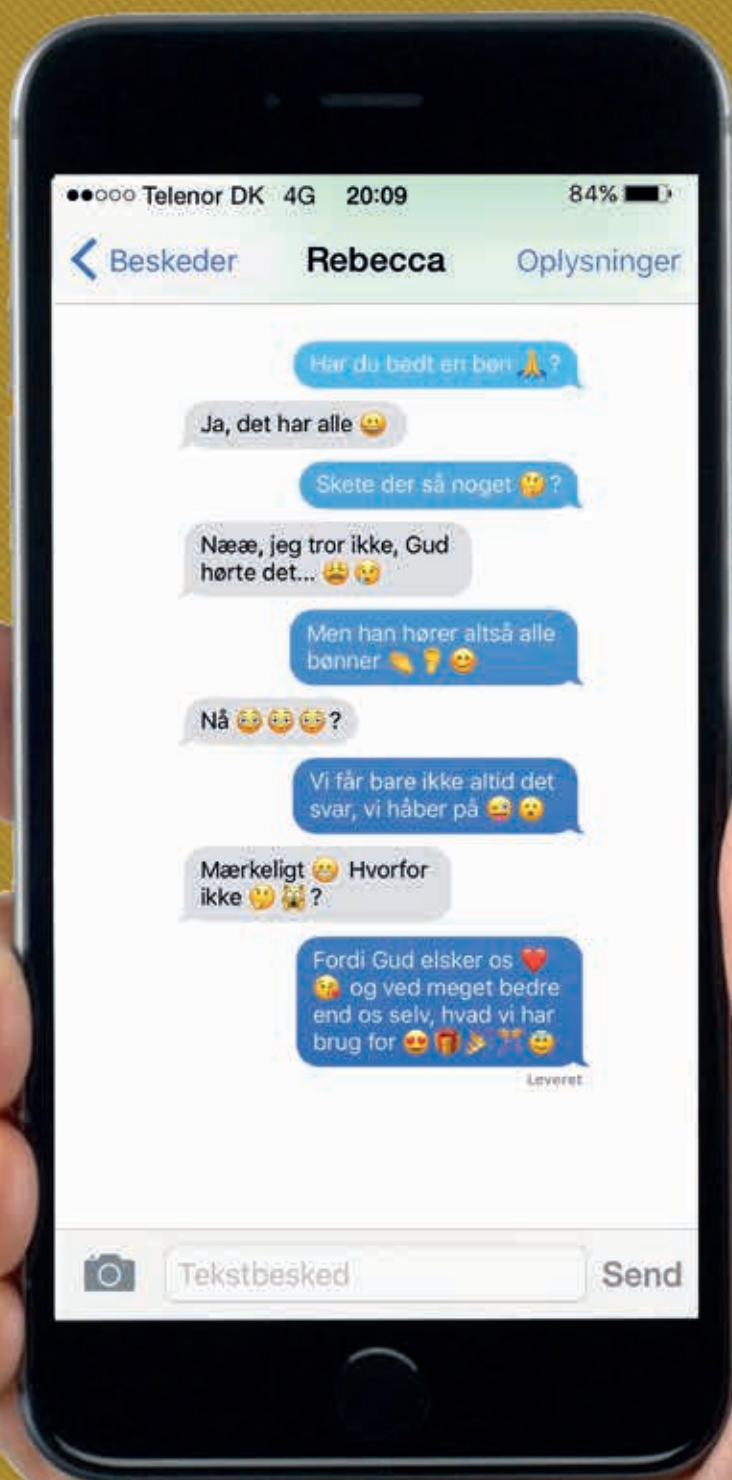 Telenor DK 4G 20:09 84%
Beskeder Rebecca Oplysninger
Har du bedt en bøn 🙏?
Ja, det har alle 😀
Skete der så noget 🤔?
Næææ, jeg tror ikke, Gud
hørte det... 😩😢
Men han hører altså alle
bønner 👏👂😊
Nå 😳😳😳?
Vi får bare ikke altid det
svar, vi håber på 😜😮
Mærkeligt 😬 Hvorfor
ikke 🤔🙀?
Fordi Gud elsker os ❤️
😘 og ved meget bedre
end os selv, hvad vi har
brug for 😍🎁🎉🎊😇
Leveret
Tekstbesked Send